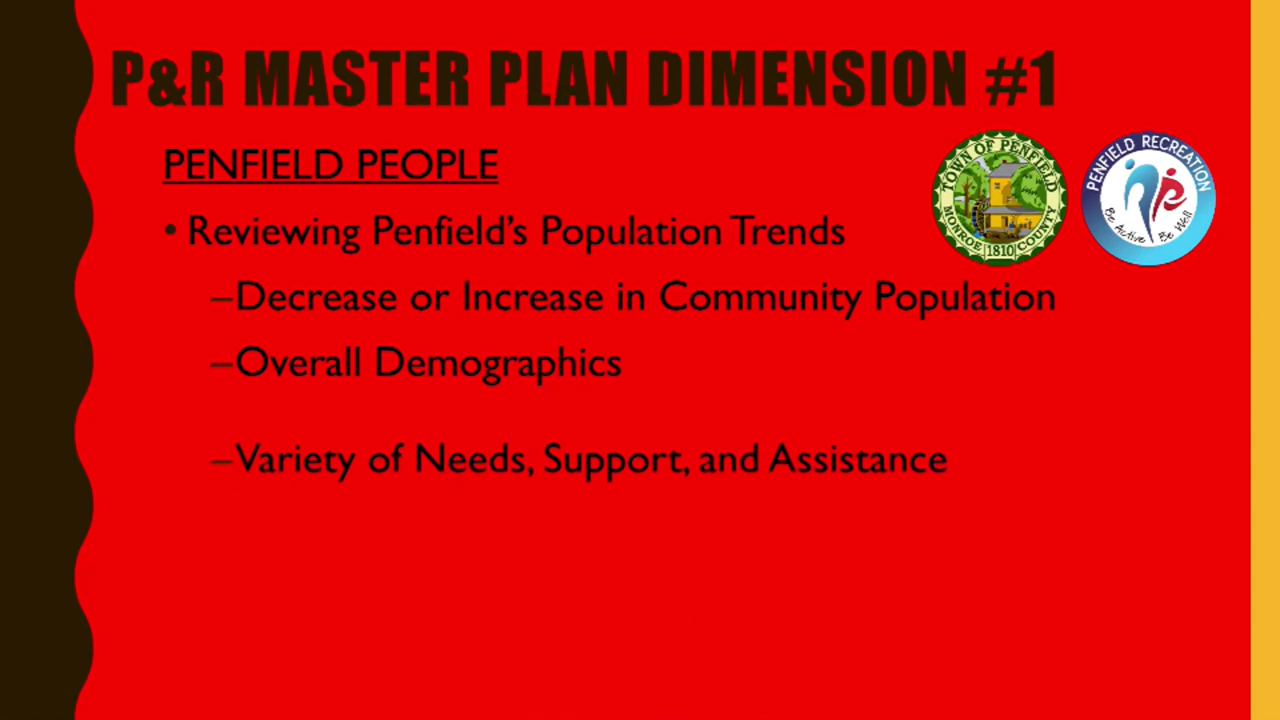 P&R MASTER PLAN DIMENSION #1
PENFIELD PEOPLE
TOWN OF PENFIELD
MONROE 1810 COUNTY
PENFIELD RECREATION
Be Active Be Well
• Reviewing Penfield’s Population Trends
–Decrease or Increase in Community Population
–Overall Demographics
–Variety of Needs, Support, and Assistance